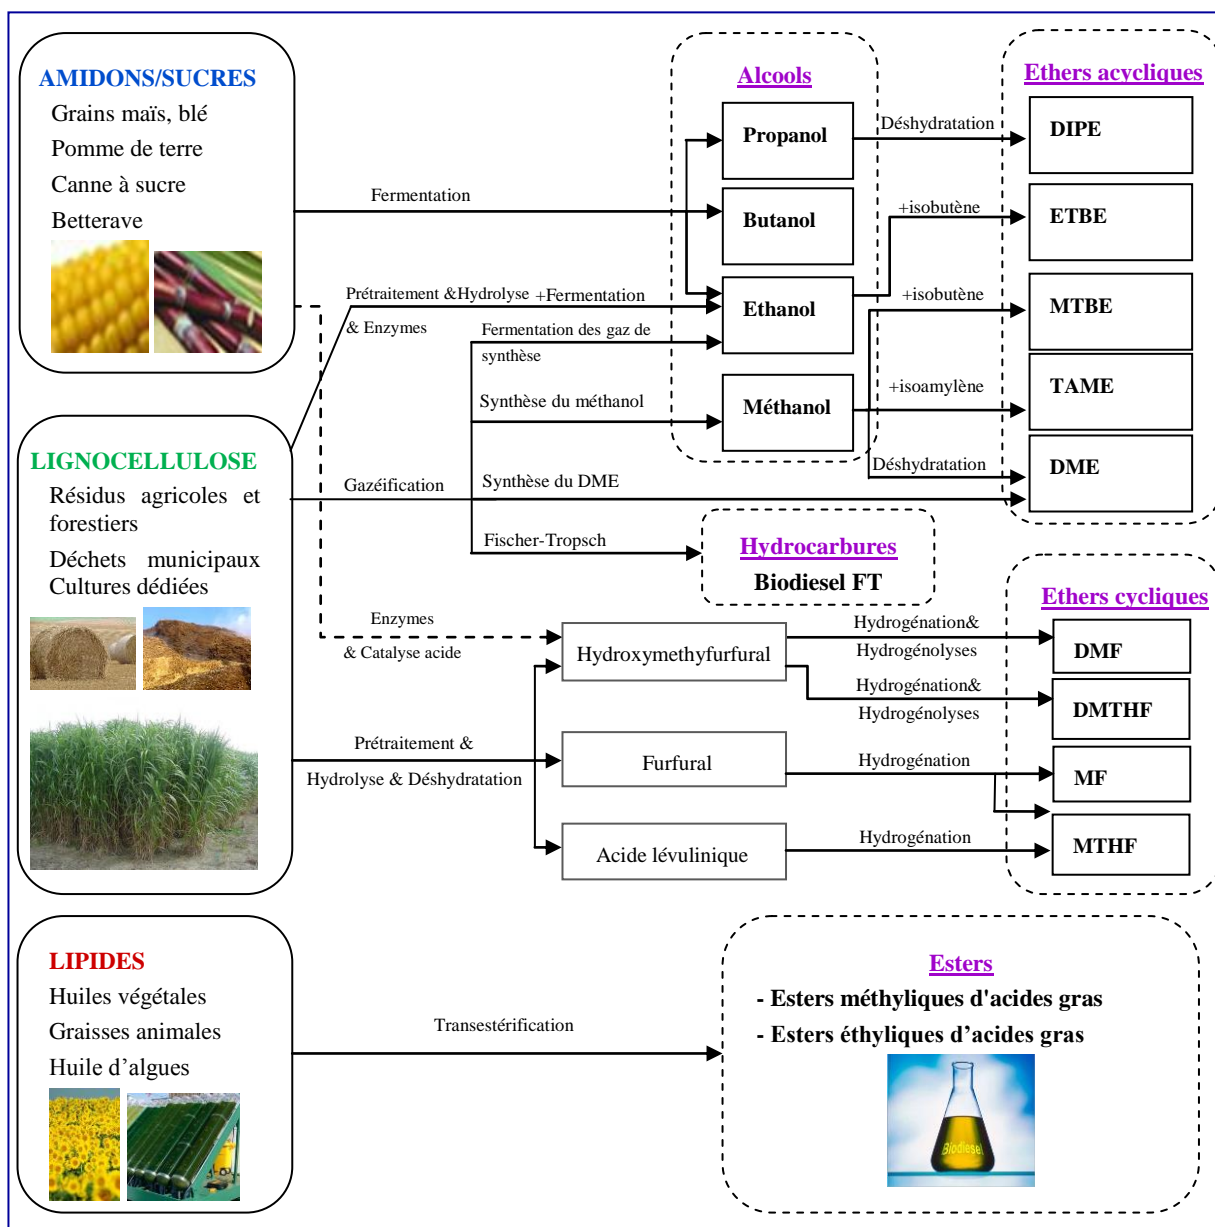 AMIDONS/SUCRES
Grains maïs, blé
Pomme de terre
Canne à sucre
Betterave
Fermentation
Alcools
Propanol
Butanol
Ethanol
Méthanol
Déshydratation
+isobutène
+isobutène
+isoamylène
Déshydratation
Ethers acycliques
DIPE
ETBE
MTBE
TAME
DME
Prétraitement &Hydrolyse
+Fermentation
& Enzymes
Fermentation des gaz de
synthèse
Synthèse du méthanol
LIGNOCELLULOSE
Résidus agricoles et
forestiers
Déchets municipaux
Cultures dédiées
Gazéification
Synthèse du DME
Fischer-Tropsch
Hydrocarbures
Biodiesel FT
Enzymes
& Catalyse acide
Hydroxymethyfurfural
Hydrogénation&
Hydrogénolyses
Hydrogénation&
Hydrogénolyses
Ethers cycliques
DMF
DMTHF
MF
MTHF
Prétraitement &
Hydrolyse & Déshydratation
Furfural
Hydrogénation
Acide lévulinique
Hydrogénation
LIPIDES
Huiles végétales
Graisses animales
Huile d’algues
Transestérification
Esters
- Esters méthyliques d'acides gras
- Esters éthyliques d’acides gras
Biodiesel